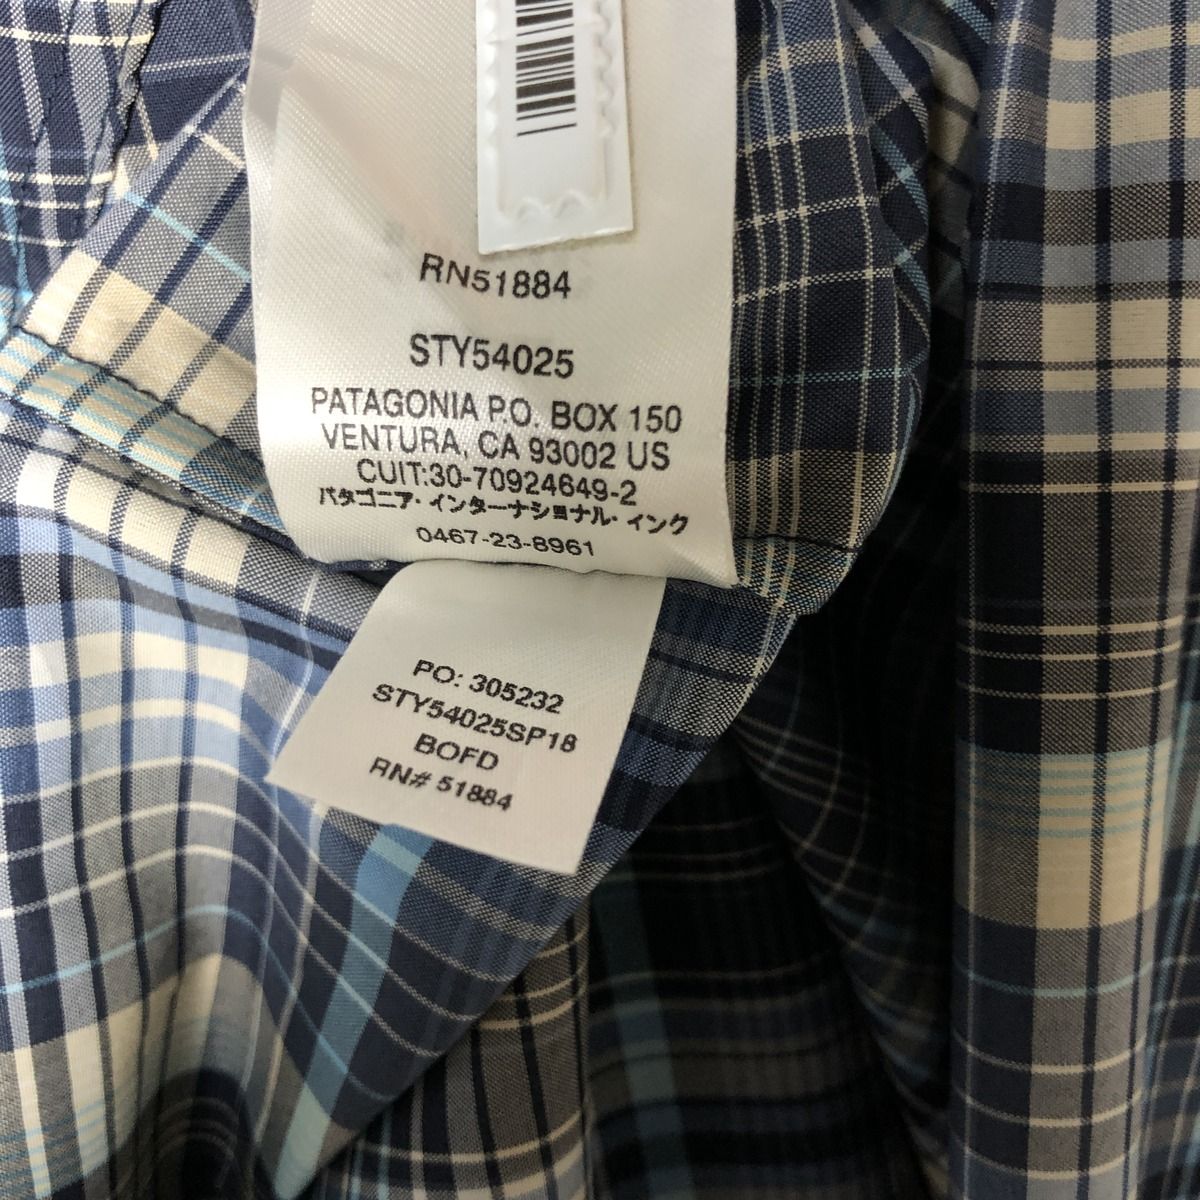 RN51884
STY54025
PATAGONIA P.O. BOX 150
VENTURA, CA 93002 US
CUIT:30-70924649-2
パタゴニア・インターナショナル・インク
0467-23-8961
PO: 305232
STY54025SP18
BOFD
RN# 51884